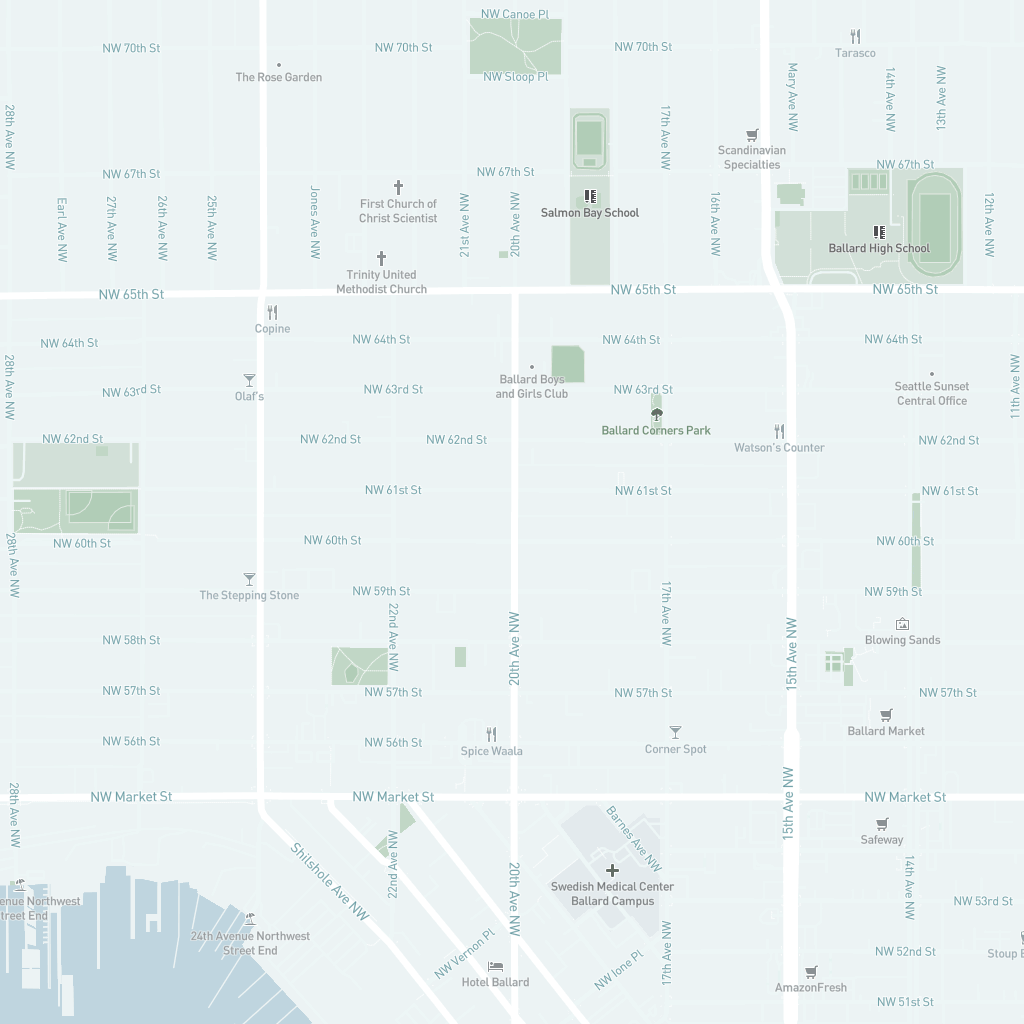 NW Canoe Pl
NW 70th St
NW 70th St
NW 70th St
Tarasco
The Rose Garden
NW Sloop Pl
28th Ave NW
17th Ave NW
Mary Ave NW
14th Ave NW
13th Ave NW
Scandinavian
Specialties
NW 67th St
NW 67th St
NW 67th St
Earl Ave NW
27th Ave NW
26th Ave NW
25th Ave NW
Jones Ave NW
First Church of
Christ Scientist
21st Ave NW
20th Ave NW
Salmon Bay School
16th Ave NW
Ballard High School
12th Ave NW
Trinity United
Methodist Church
NW 65th St
NW 65th St
NW 65th St
Copine
NW 64th St
NW 64th St
NW 64th St
NW 64th St
28th Ave NW
Olaf's
NW 63rd St
NW 63rd St
Ballard Boys
and Girls Club
NW 63rd St
Seattle Sunset
Central Office
11th Ave NW
NW 62nd St
NW 62nd St
NW 62nd St
Ballard Corners Park
Watson's Counter
NW 62nd St
NW 61st St
NW 61st St
NW 61st St
28th Ave NW
NW 60th St
NW 60th St
NW 60th St
The Stepping Stone
NW 59th St
NW 59th St
22nd Ave NW
20th Ave NW
17th Ave NW
15th Ave NW
Blowing Sands
NW 58th St
NW 57th St
NW 57th St
NW 57th St
NW 57th St
NW 56th St
NW 56th St
Spice Waala
Corner Spot
Ballard Market
28th Ave NW
NW Market St
NW Market St
NW Market St
15th Ave NW
Barnes Ave NW
Safeway
Shilshole Ave NW
22nd Ave NW
20th Ave NW
Swedish Medical Center
Ballard Campus
14th Ave NW
NW 53rd St
enue Northwest
treet End
24th Avenue Northwest
Street End
NW Vernon Pl
17th Ave NW
NW 52nd St
Stoup B
NW Ione Pl
Hotel Ballard
AmazonFresh
NW 51st St